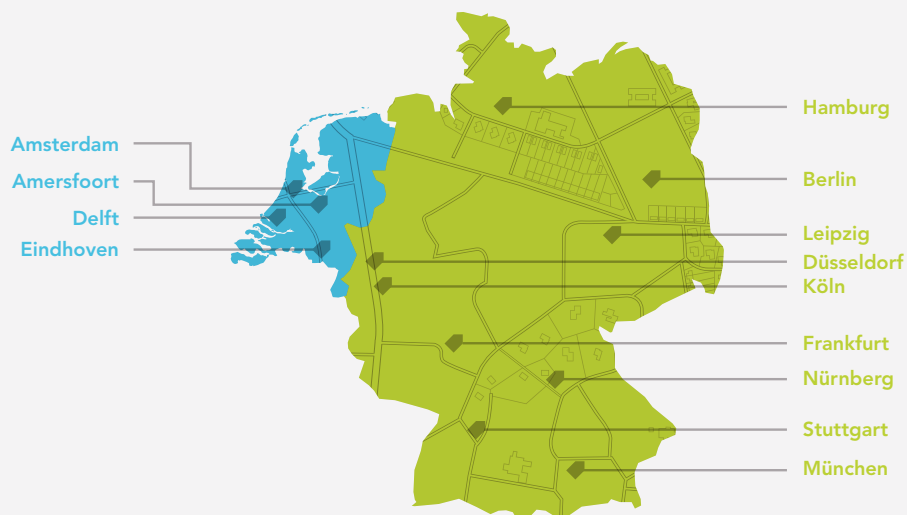 Amsterdam
Amersfoort
Delft
Eindhoven
Hamburg
Berlin
Leipzig
Düsseldorf
Köln
Frankfurt
Nürnberg
Stuttgart
München